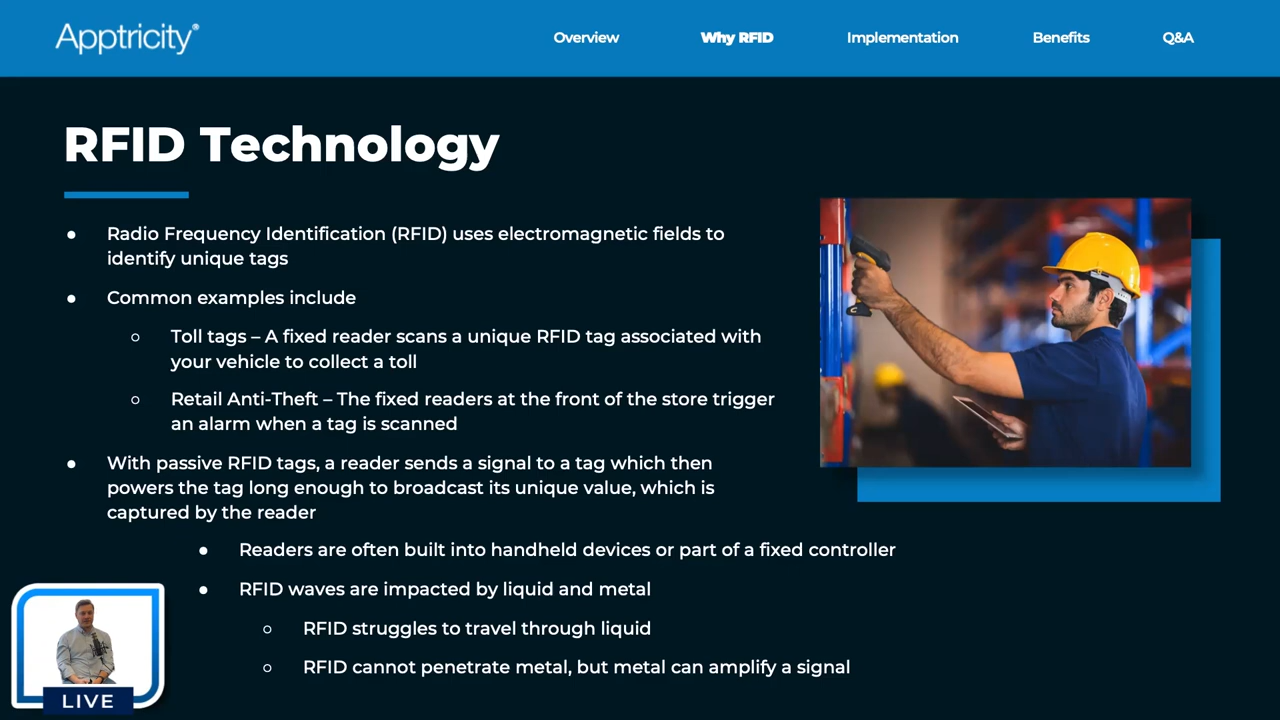 Apptricity®
Overview
Why RFID
Implementation
Benefits
Q&A
RFID Technology
● Radio Frequency Identification (RFID) uses electromagnetic fields to
identify unique tags
● Common examples include
○ Toll tags – A fixed reader scans a unique RFID tag associated with
your vehicle to collect a toll
○ Retail Anti-Theft – The fixed readers at the front of the store trigger
an alarm when a tag is scanned
● With passive RFID tags, a reader sends a signal to a tag which then
powers the tag long enough to broadcast its unique value, which is
captured by the reader
● Readers are often built into handheld devices or part of a fixed controller
● RFID waves are impacted by liquid and metal
○ RFID struggles to travel through liquid
○ RFID cannot penetrate metal, but metal can amplify a signal
LIVE